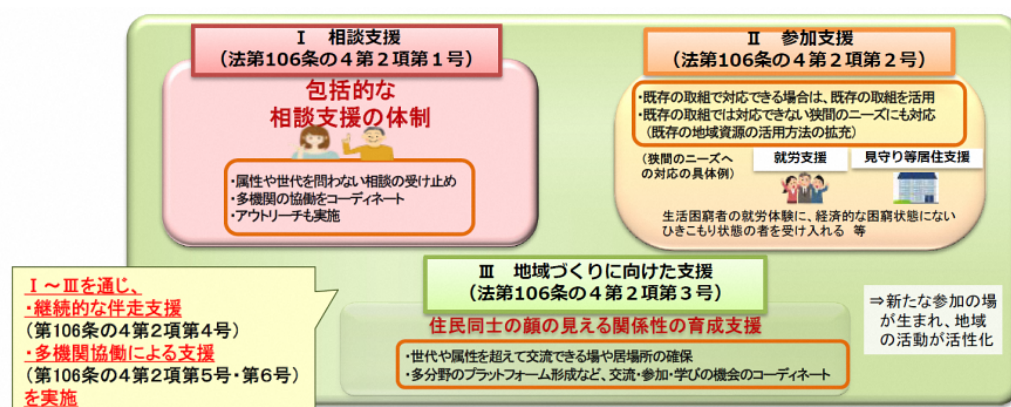 Ⅰ 相談支援
(法第106条の4第2項第1号)
包括的な
相談支援の体制
・属性や世代を問わない相談の受け止め
・多機関の協働をコーディネート
・アウトリーチも実施
Ⅱ 参加支援
(法第106条の4第2項第2号)
・既存の取組で対応できる場合は、既存の取組を活用
・既存の取組では対応できない狭間のニーズにも対応
(既存の地域資源の活用方法の拡充)
(狭間のニーズへ
の対応の具体例)
就労支援
見守り等居住支援
生活困窮者の就労体験に、経済的な困窮状態にない
ひきこもり状態の者を受け入れる 等
Ⅲ 地域づくりに向けた支援
(法第106条の4第2項第3号)
住民同士の顔の見える関係性の育成支援
・世代や属性を超えて交流できる場や居場所の確保
・多分野のプラットフォーム形成など、交流・参加・学びの機会のコーディネート
⇒新たな参加の場
が生まれ、地域
の活動が活性化
Ⅰ~Ⅲを通じ、
・継続的な伴走支援
(第106条の4第2項第4号)
・多機関協働による支援
(第106条の4第2項第5号・第6号)
を実施